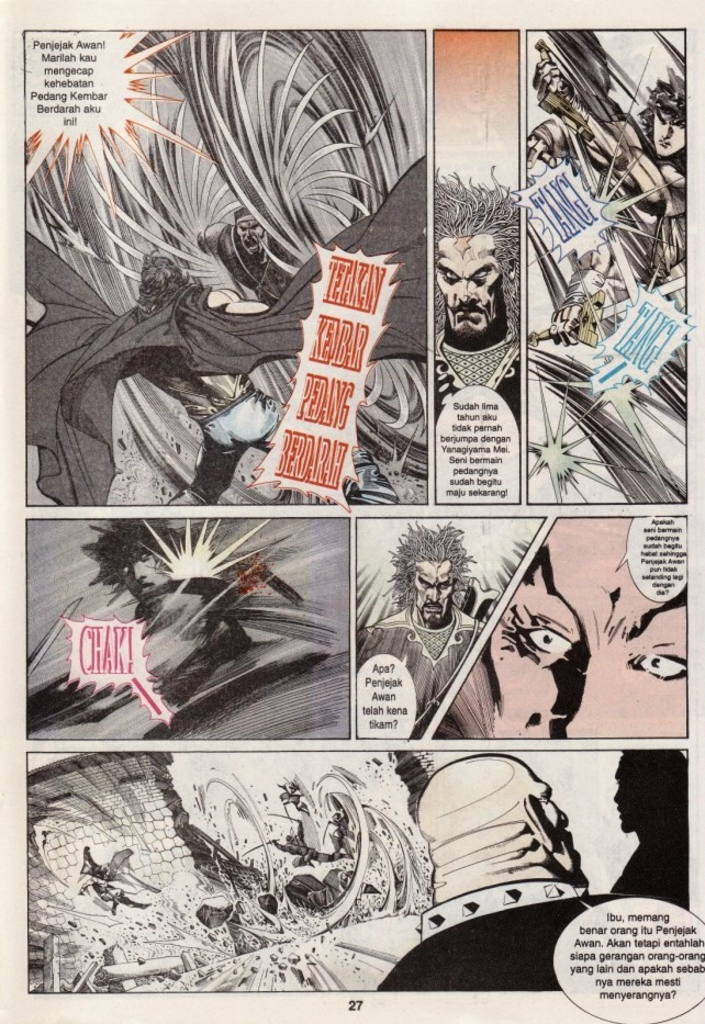 Penjejak Awan!
Marilah kau
mengecap
kehebatan
Pedang Kembar
Berdarah aku
ini!
TETAKAN
KEMBAR
PEDANG
BERDARAH
Sudah lima
tahun aku
tidak pernah
berjumpa dengan
Yanagiyama Mei.
Seni bermain
pedangnya
sudah begitu
maju sekarang!
TANG!
TANG!
CHAK!
Apa?
Penjejak
Awan
telah kena
tikam?
Apakah
seni bermain
pedangnya
sudah begitu
hebat sehingga
Penjejak Awan
pun tidak
setanding lagi
dengan
dia?
Ibu, memang
benar orang itu Penjejak
Awan. Akan tetapi entahlah
siapa gerangan orang-orang
yang lain dan apakah sebab
nya mereka mesti
menyerangnya?
27